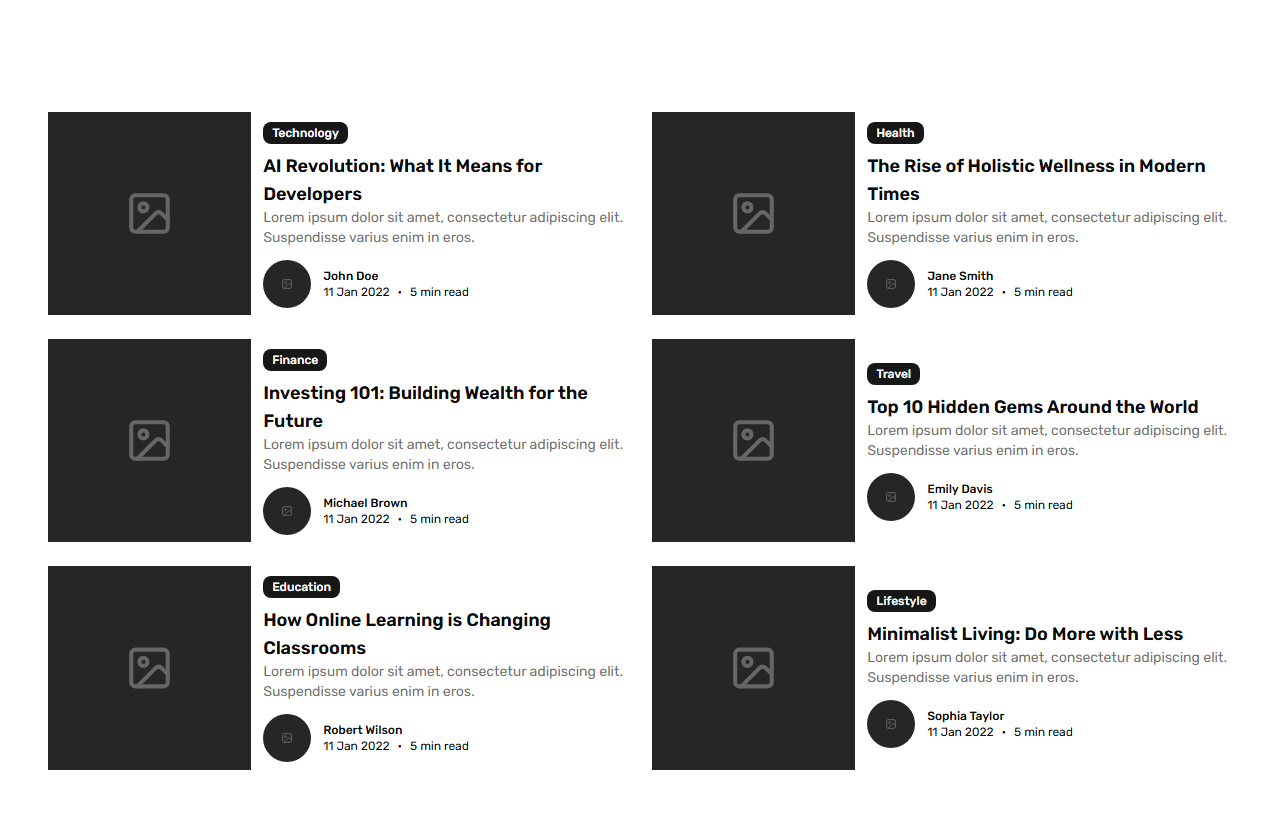 Technology
AI Revolution: What It Means for
Developers
Lorem ipsum dolor sit amet, consectetur adipiscing elit.
Suspendisse varius enim in eros.
John Doe
11 Jan 2022 • 5 min read
Health
The Rise of Holistic Wellness in Modern
Times
Lorem ipsum dolor sit amet, consectetur adipiscing elit.
Suspendisse varius enim in eros.
Jane Smith
11 Jan 2022 • 5 min read
Finance
Investing 101: Building Wealth for the
Future
Lorem ipsum dolor sit amet, consectetur adipiscing elit.
Suspendisse varius enim in eros.
Michael Brown
11 Jan 2022 • 5 min read
Travel
Top 10 Hidden Gems Around the World
Lorem ipsum dolor sit amet, consectetur adipiscing elit.
Suspendisse varius enim in eros.
Emily Davis
11 Jan 2022 • 5 min read
Education
How Online Learning is Changing
Classrooms
Lorem ipsum dolor sit amet, consectetur adipiscing elit.
Suspendisse varius enim in eros.
Robert Wilson
11 Jan 2022 • 5 min read
Lifestyle
Minimalist Living: Do More with Less
Lorem ipsum dolor sit amet, consectetur adipiscing elit.
Suspendisse varius enim in eros.
Sophia Taylor
11 Jan 2022 • 5 min read